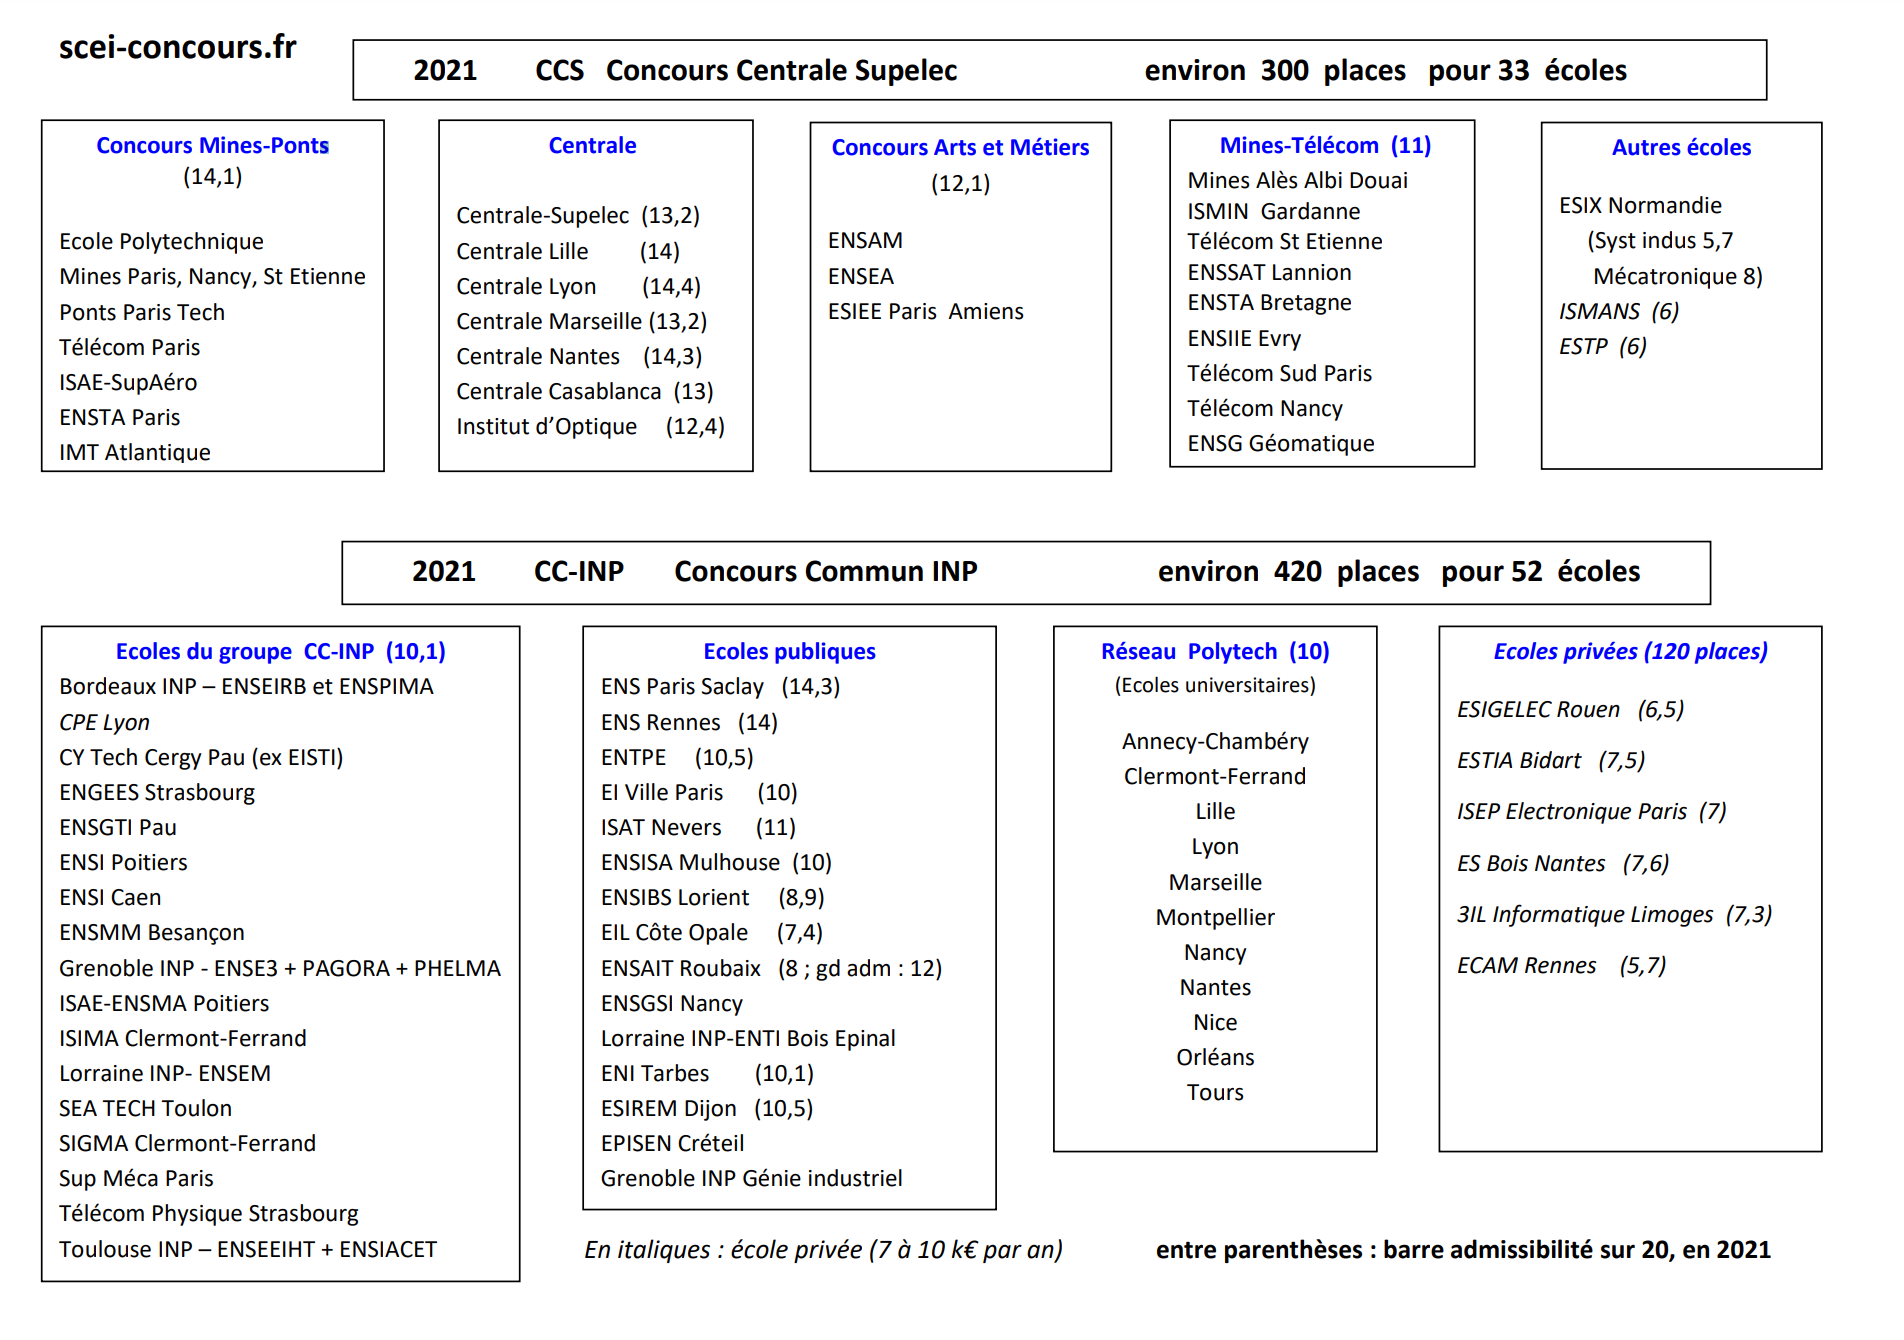 scei-concours.fr
2021 CCS Concours Centrale Supelec environ 300 places pour 33 écoles
Concours Mines-Ponts
(14,1)
Ecole Polytechnique
Mines Paris, Nancy, St Etienne
Ponts Paris Tech
Télécom Paris
ISAE-SupAéro
ENSTA Paris
IMT Atlantique
Centrale
Centrale-Supelec (13,2)
Centrale Lille (14)
Centrale Lyon (14,4)
Centrale Marseille (13,2)
Centrale Nantes (14,3)
Centrale Casablanca (13)
Institut d’Optique (12,4)
Concours Arts et Métiers
(12,1)
ENSAM
ENSEA
ESIEE Paris Amiens
Mines-Télécom (11)
Mines Alès Albi Douai
ISMIN Gardanne
Télécom St Etienne
ENSSAT Lannion
ENSTA Bretagne
ENSIIE Evry
Télécom Sud Paris
Télécom Nancy
ENSG Géomatique
Autres écoles
ESIX Normandie
(Syst indus 5,7
Mécatronique 8)
ISMANS (6)
ESTP (6)
2021 CC-INP Concours Commun INP environ 420 places pour 52 écoles
Ecoles du groupe CC-INP (10,1)
Bordeaux INP – ENSEIRB et ENSPIMA
CPE Lyon
CY Tech Cergy Pau (ex EISTI)
ENGEES Strasbourg
ENSGTI Pau
ENSI Poitiers
ENSI Caen
ENSMM Besançon
Grenoble INP - ENSE3 + PAGORA + PHELMA
ISAE-ENSMA Poitiers
ISIMA Clermont-Ferrand
Lorraine INP- ENSEM
SEA TECH Toulon
SIGMA Clermont-Ferrand
Sup Méca Paris
Télécom Physique Strasbourg
Toulouse INP – ENSEEIHT + ENSIACET
Ecoles publiques
ENS Paris Saclay (14,3)
ENS Rennes (14)
ENTPE (10,5)
EI Ville Paris (10)
ISAT Nevers (11)
ENSISA Mulhouse (10)
ENSIBS Lorient (8,9)
EIL Côte Opale (7,4)
ENSAIT Roubaix (8 ; gd adm : 12)
ENSGSI Nancy
Lorraine INP-ENTI Bois Epinal
ENI Tarbes (10,1)
ESIREM Dijon (10,5)
EPISEN Créteil
Grenoble INP Génie industriel
Réseau Polytech (10)
(Ecoles universitaires)
Annecy-Chambéry
Clermont-Ferrand
Lille
Lyon
Marseille
Montpellier
Nancy
Nantes
Nice
Orléans
Tours
Ecoles privées (120 places)
ESIGELEC Rouen (6,5)
ESTIA Bidart (7,5)
ISEP Electronique Paris (7)
ES Bois Nantes (7,6)
3IL Informatique Limoges (7,3)
ECAM Rennes (5,7)
En italiques : école privée (7 à 10 k€ par an)
entre parenthèses : barre admissibilité sur 20, en 2021